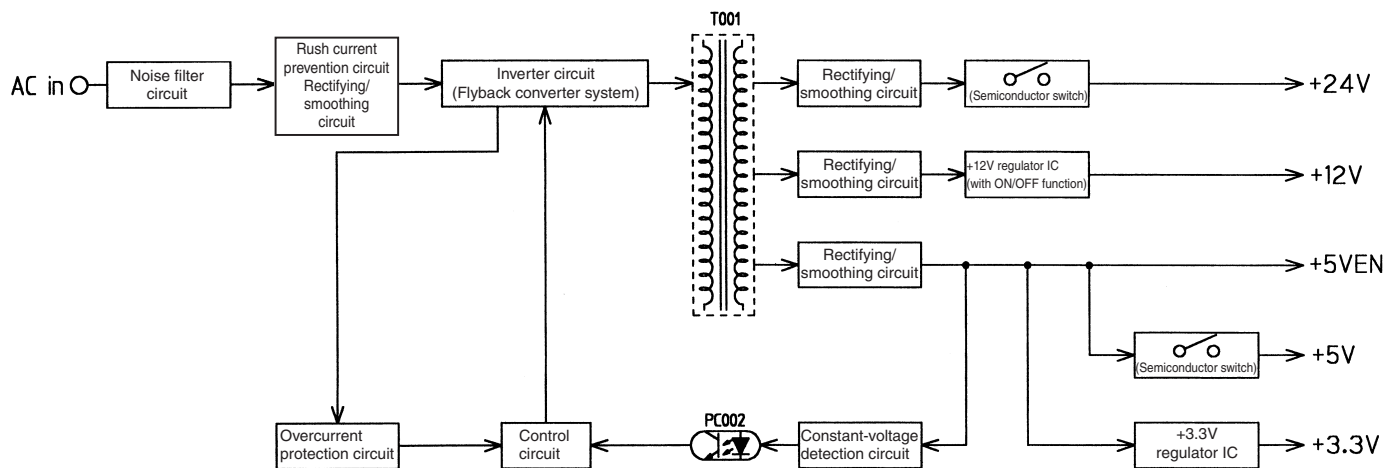 T001
AC in
Noise filter
circuit
Rush current
prevention circuit
Rectifying/
smoothing
circuit
Inverter circuit
(Flyback converter system)
Rectifying/
smoothing circuit
(Semiconductor switch)
+24V
Rectifying/
smoothing circuit
+12V regulator IC
(with ON/OFF function)
+12V
Rectifying/
smoothing circuit
+5VEN
(Semiconductor switch)
+5V
Overcurrent
protection circuit
Control
circuit
PC002
Constant-voltage
detection circuit
+3.3V
regulator IC
+3.3V